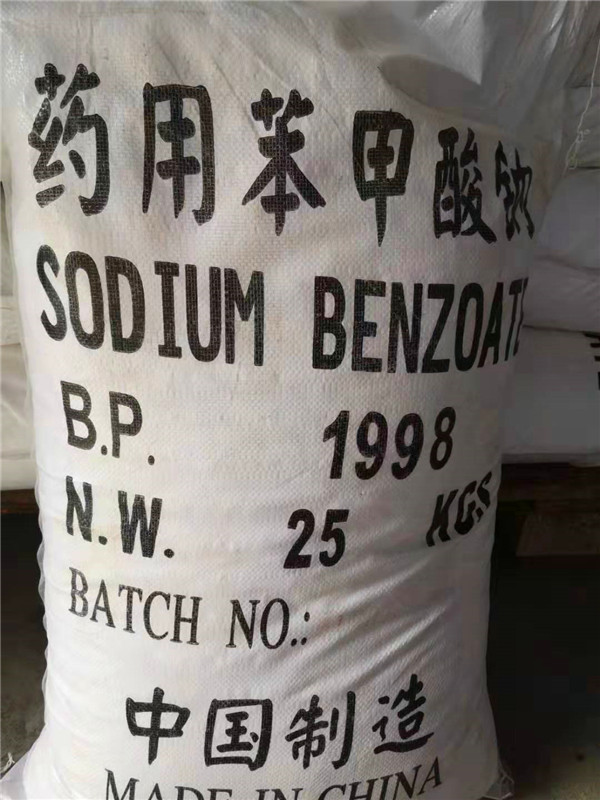 药用苯甲酸钠
SODIUM BENZOATE
B.P. 1998
N.W. 25 KGS
BATCH NO.:
中国制造
MADE IN CHINA